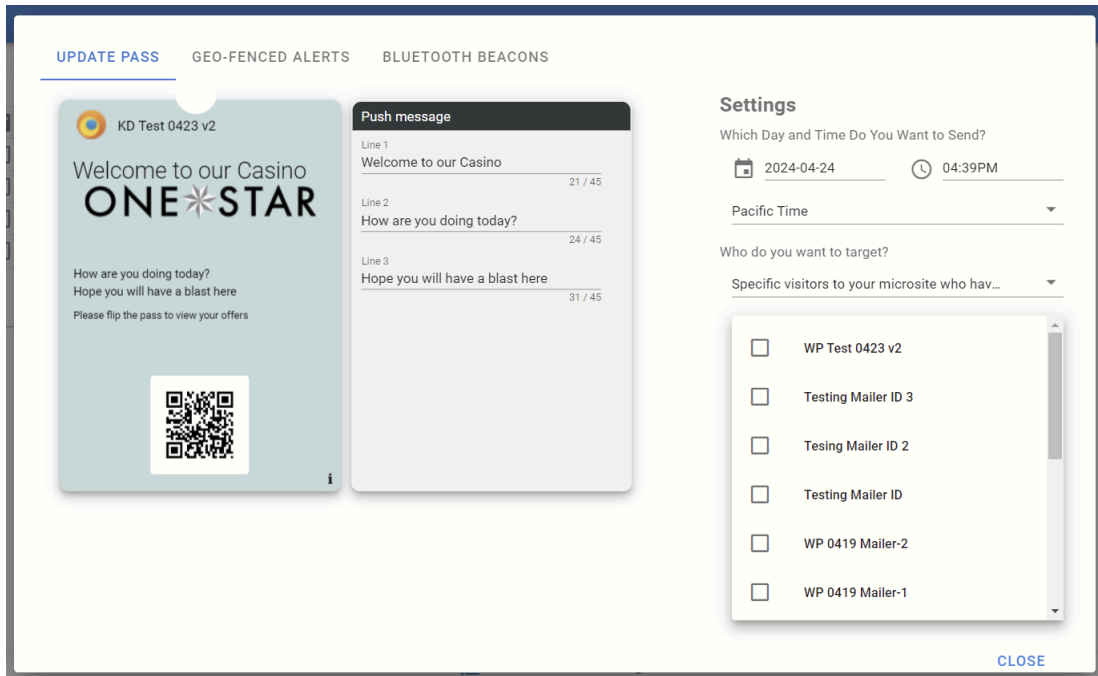 UPDATE PASS
GEO-FENCED ALERTS
BLUETOOTH BEACONS
KD Test 0423 v2
Welcome to our Casino
ONE STAR
How are you doing today?
Hope you will have a blast here
Please flip the pass to view your offers
i
Push message
Line 1
Welcome to our Casino
21 / 45
Line 2
How are you doing today?
24 / 45
Line 3
Hope you will have a blast here
31 / 45
Settings
Which Day and Time Do You Want to Send?
2024-04-24
04:39PM
Pacific Time
Who do you want to target?
Specific visitors to your microsite who hav...
WP Test 0423 v2
Testing Mailer ID 3
Tesing Mailer ID 2
Testing Mailer ID
WP 0419 Mailer-2
WP 0419 Mailer-1
CLOSE